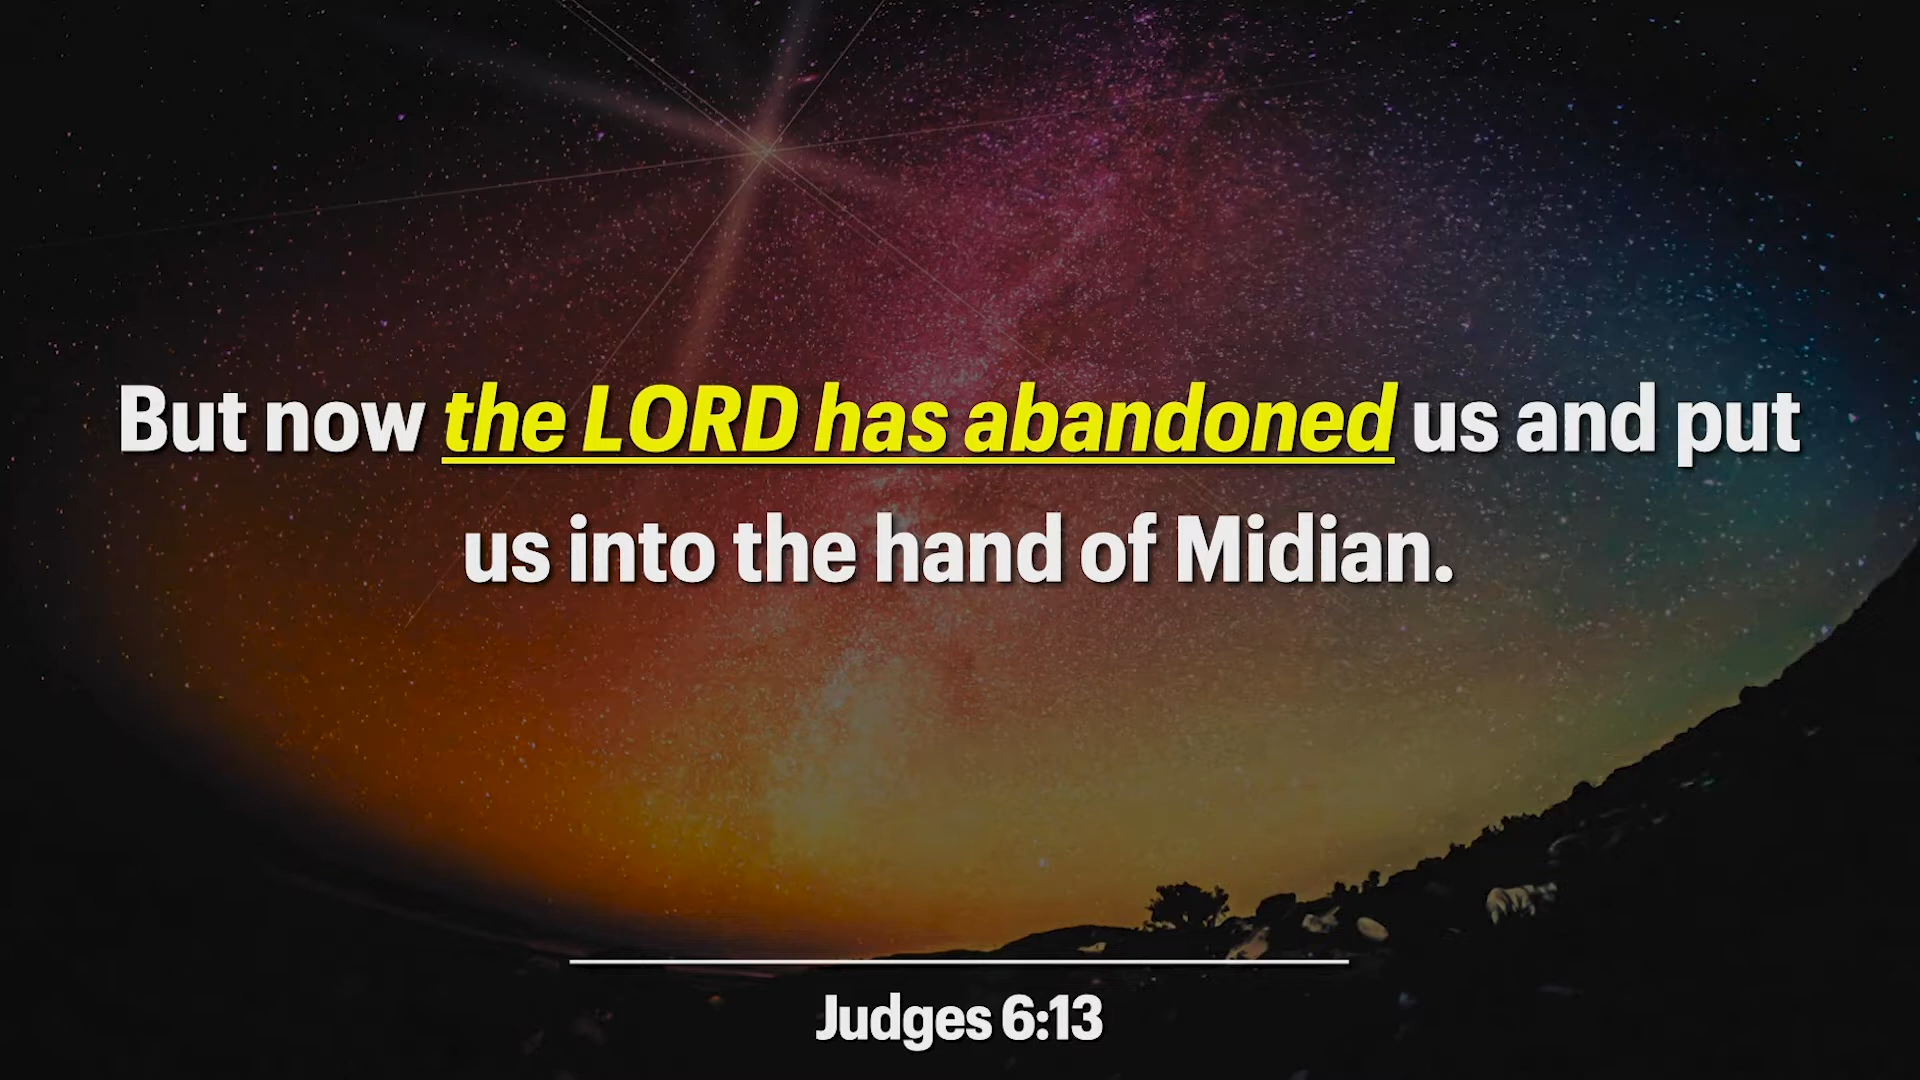 But now the LORD has abandoned us and put
us into the hand of Midian.
Judges 6:13